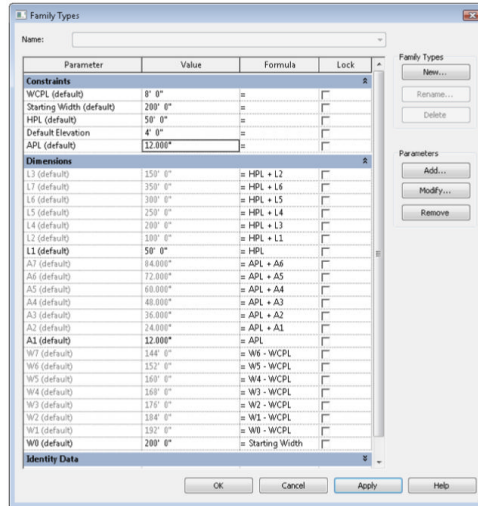 Family Types
Name:
Parameter Value Formula Lock
Constraints
WCPL (default) 8' 0" =
Starting Width (default) 200' 0" =
HPL (default) 50' 0" =
Default Elevation 4' 0" =
APL (default) 12.000° =
Dimensions
L3 (default) 150' 0" = HPL + L2
L7 (default) 350' 0" = HPL + L6
L6 (default) 300' 0" = HPL + L5
L5 (default) 250' 0" = HPL + L4
L4 (default) 200' 0" = HPL + L3
L2 (default) 100' 0" = HPL + L1
L1 (default) 50' 0" = HPL
A7 (default) 84.000° = APL + A6
A6 (default) 72.000° = APL + A5
A5 (default) 60.000° = APL + A4
A4 (default) 48.000° = APL + A3
A3 (default) 36.000° = APL + A2
A2 (default) 24.000° = APL + A1
A1 (default) 12.000° = APL
W7 (default) 144' 0" = W6 - WCPL
W6 (default) 152' 0" = W5 - WCPL
W5 (default) 160' 0" = W4 - WCPL
W4 (default) 168' 0" = W3 - WCPL
W3 (default) 176' 0" = W2 - WCPL
W2 (default) 184' 0" = W1 - WCPL
W1 (default) 192' 0" = W0 - WCPL
W0 (default) 200' 0" = Starting Width
Identity Data
Family Types
New...
Rename...
Delete
Parameters
Add...
Modify...
Remove
OK Cancel Apply Help